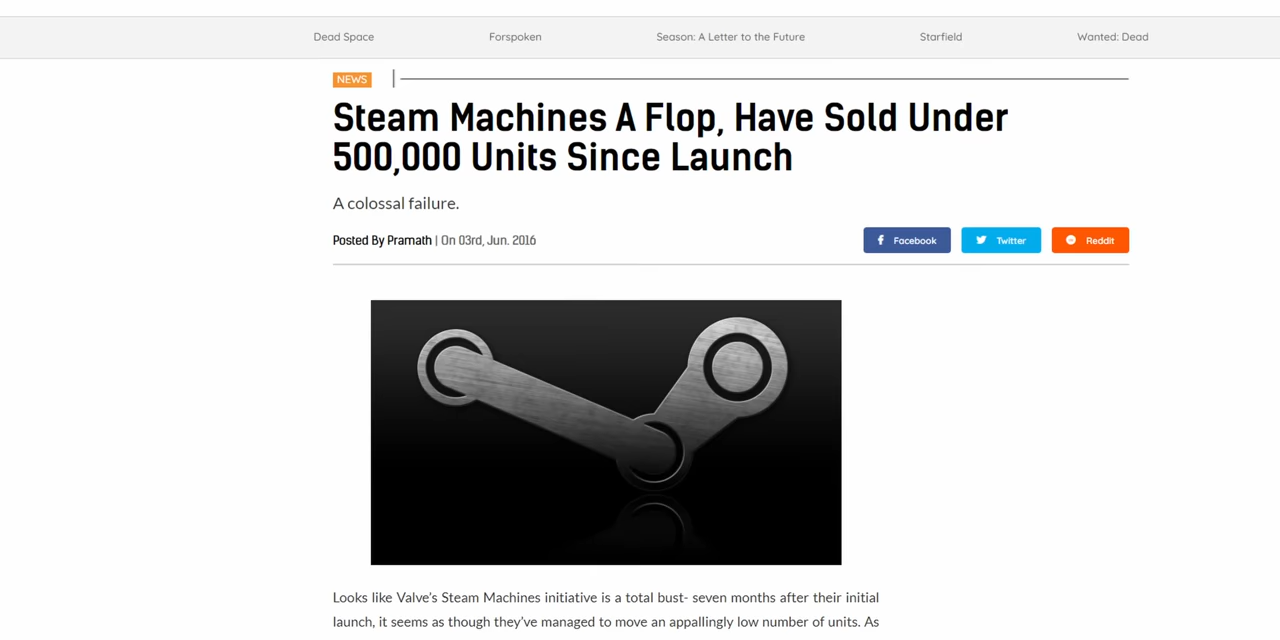 Dead Space Forspoken Season: A Letter to the Future Starfield Wanted: Dead
NEWS
Steam Machines A Flop, Have Sold Under
500,000 Units Since Launch
A colossal failure.
Posted By Pramath | On 03rd, Jun. 2016
Facebook Twitter Reddit
Looks like Valve's Steam Machines initiative is a total bust- seven months after their initial
launch, it seems as though they've managed to move an appallingly low number of units. As